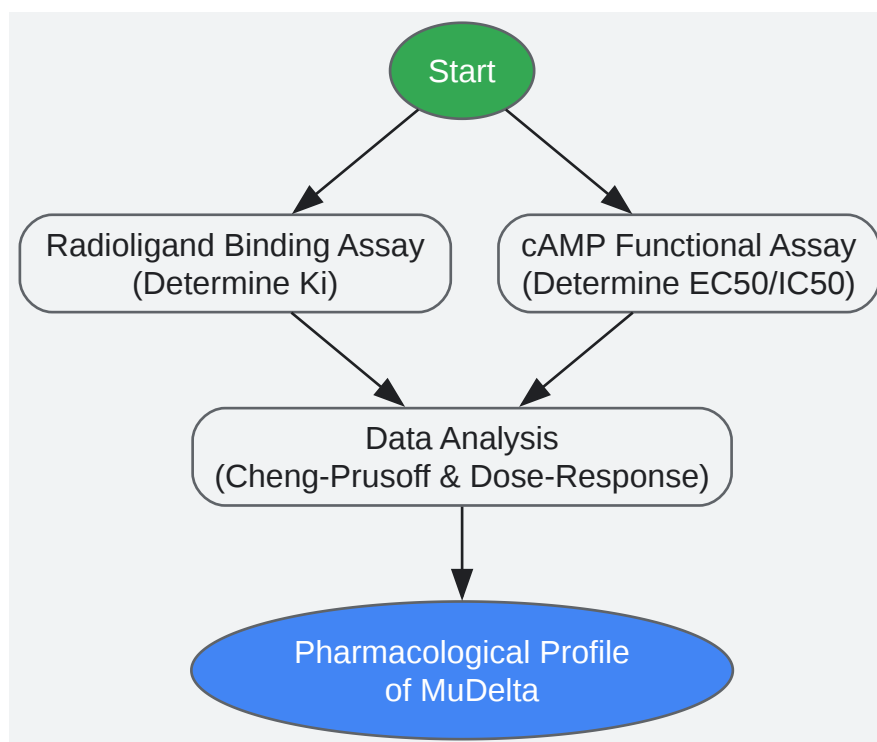 Start
Radioligand Binding Assay
(Determine Ki)
cAMP Functional Assay
(Determine EC50/IC50)
Data Analysis
(Cheng-Prusoff & Dose-Response)
Pharmacological Profile
of MuDelta